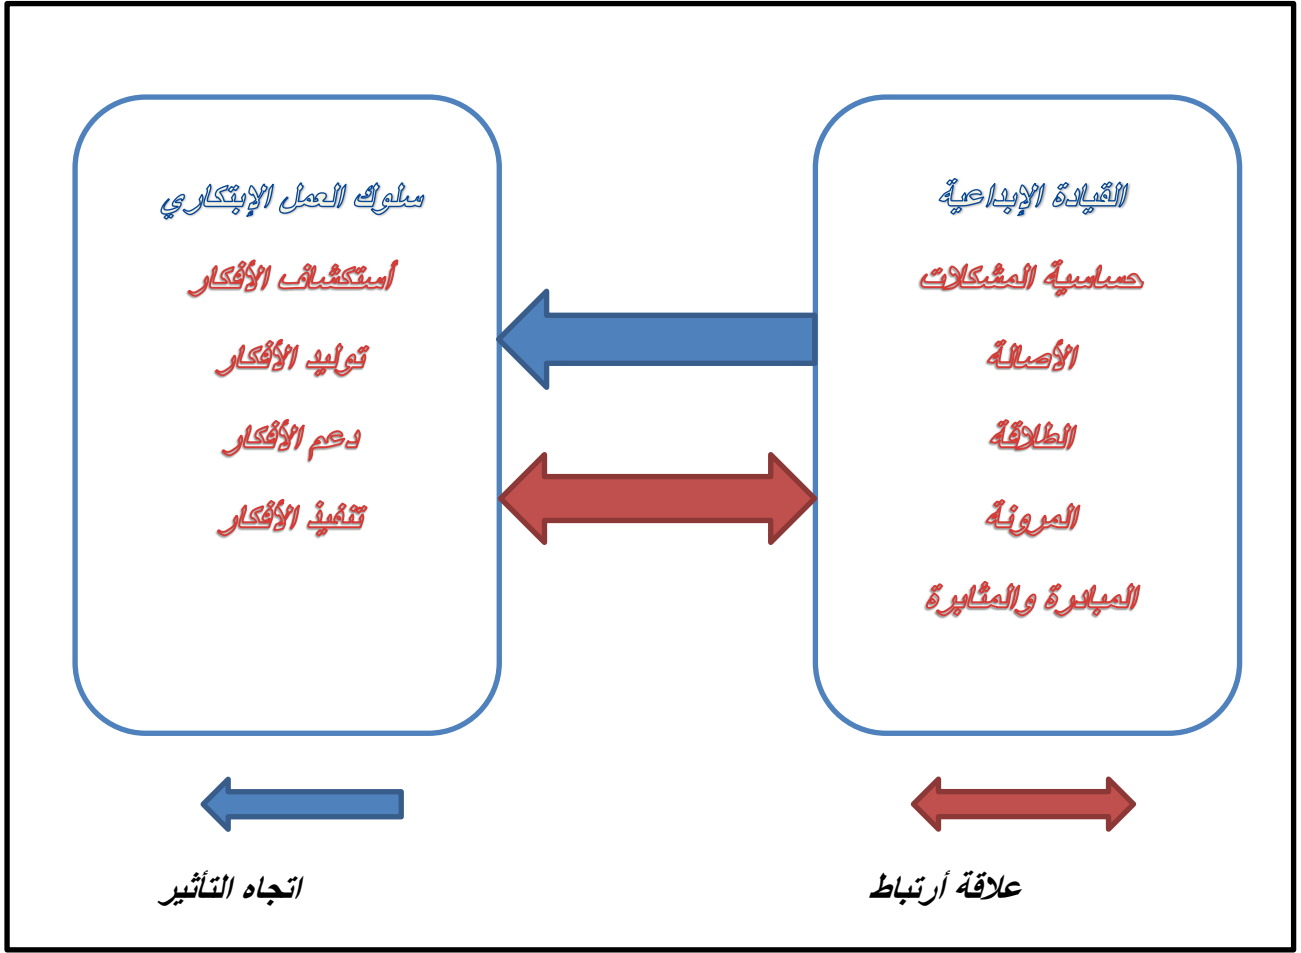 القيادة الإبداعية
حساسية المشكلات
الأصالة
الطلاقة
المرونة
المبادرة والمثابرة
سلوك العمل الإبتكاري
أستكشاف الأفكار
توليد الأفكار
دعم الأفكار
تنفيذ الأفكار
علاقة أرتباط
اتجاه التأثير